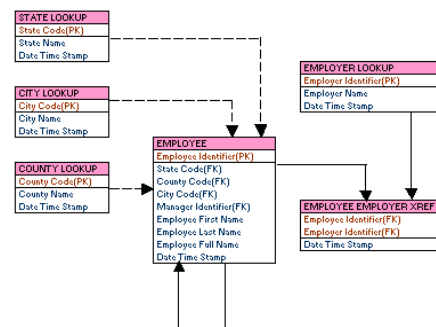 STATE LOOKUP
State Code(PK)
State Name
Date Time Stamp
CITY LOOKUP
City Code(PK)
City Name
Date Time Stamp
COUNTY LOOKUP
County Code(PK)
County Name
Date Time Stamp
EMPLOYEE
Employee Identifier(PK)
State Code(FK)
County Code(FK)
City Code(FK)
Manager Identifier(FK)
Employee First Name
Employee Last Name
Employee Full Name
Date Time Stamp
EMPLOYER LOOKUP
Employer Identifier(PK)
Employer Name
Date Time Stamp
EMPLOYEE EMPLOYER XREF
Employee Identifier(FK)
Employer Identifier(FK)
Date Time Stamp